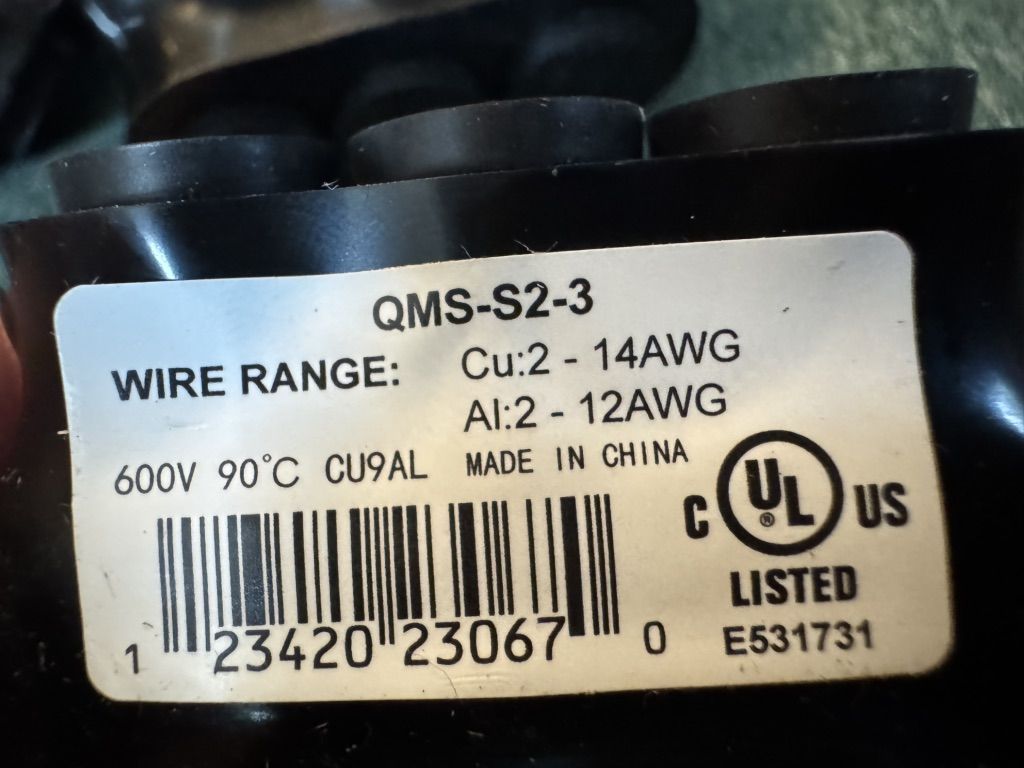 QMS-S2-3
WIRE RANGE: Cu:2 - 14AWG
Al:2 - 12AWG
600V 90°C CU9AL MADE IN CHINA
C UL ® US
LISTED
E531731
1 23420 23067 0